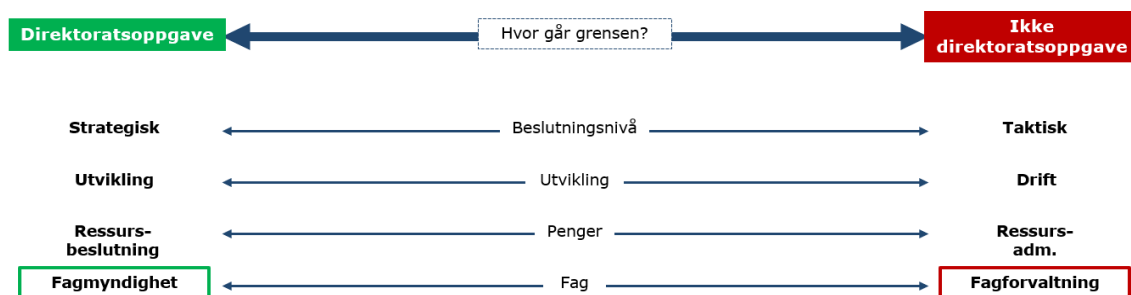 Direktoratsoppgave
Hvor går grensen?
Ikke
direktoratsoppgave
Strategisk
Beslutningsnivå
Taktisk
Utvikling
Utvikling
Drift
Ressurs-
beslutning
Penger
Ressurs-
adm.
Fagmyndighet
Fag
Fagforvaltning